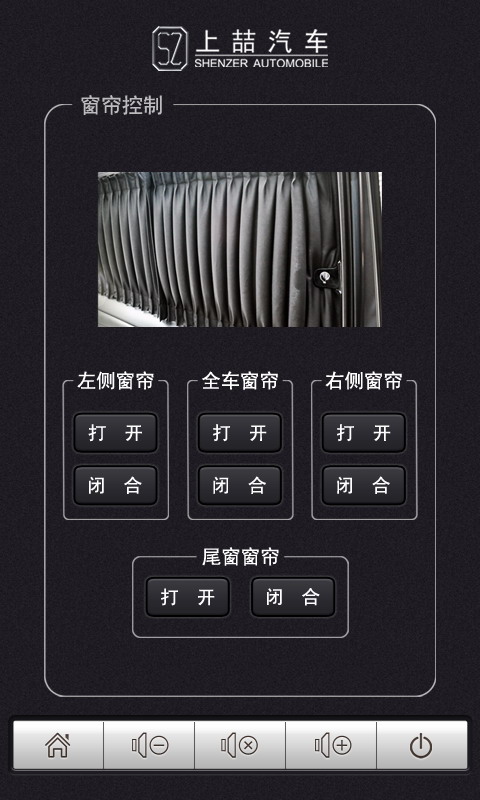 SZ
上喆汽车
SHENZER AUTOMOBILE
窗帘控制
左侧窗帘
打 开
闭 合
全车窗帘
打 开
闭 合
右侧窗帘
打 开
闭 合
尾窗窗帘
打 开
闭 合